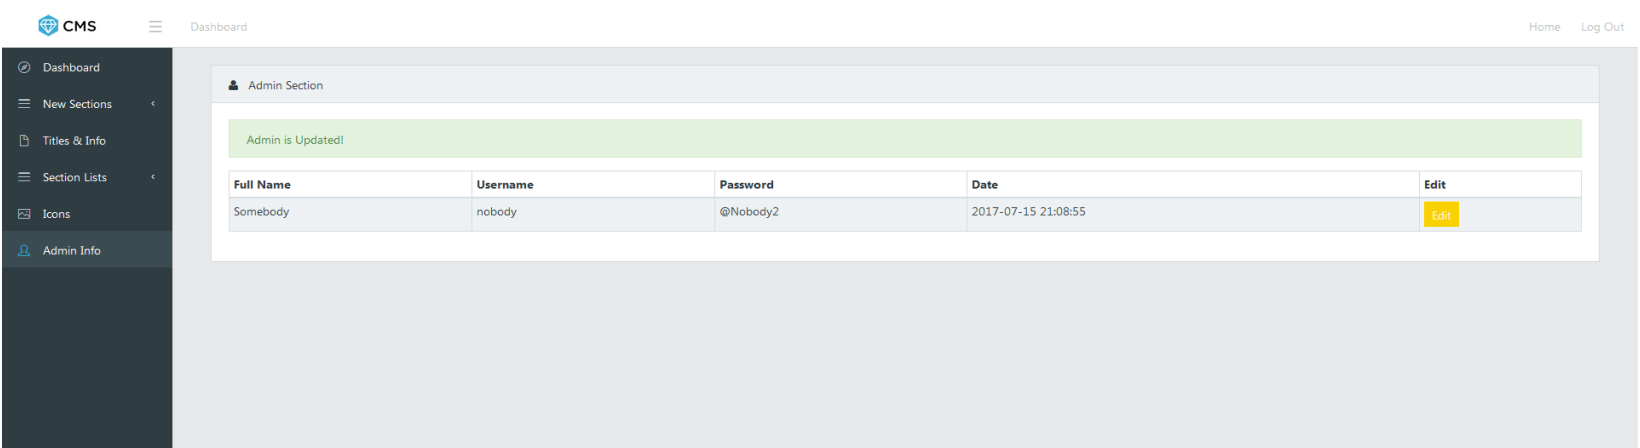 CMS Dashboard Home Log Out
Dashboard
New Sections
Titles & Info
Section Lists
Icons
Admin Info
Admin Section
Admin is Updated!
Full Name Username Password Date Edit
Somebody nobody @Nobody2 2017-07-15 21:08:55 Edit